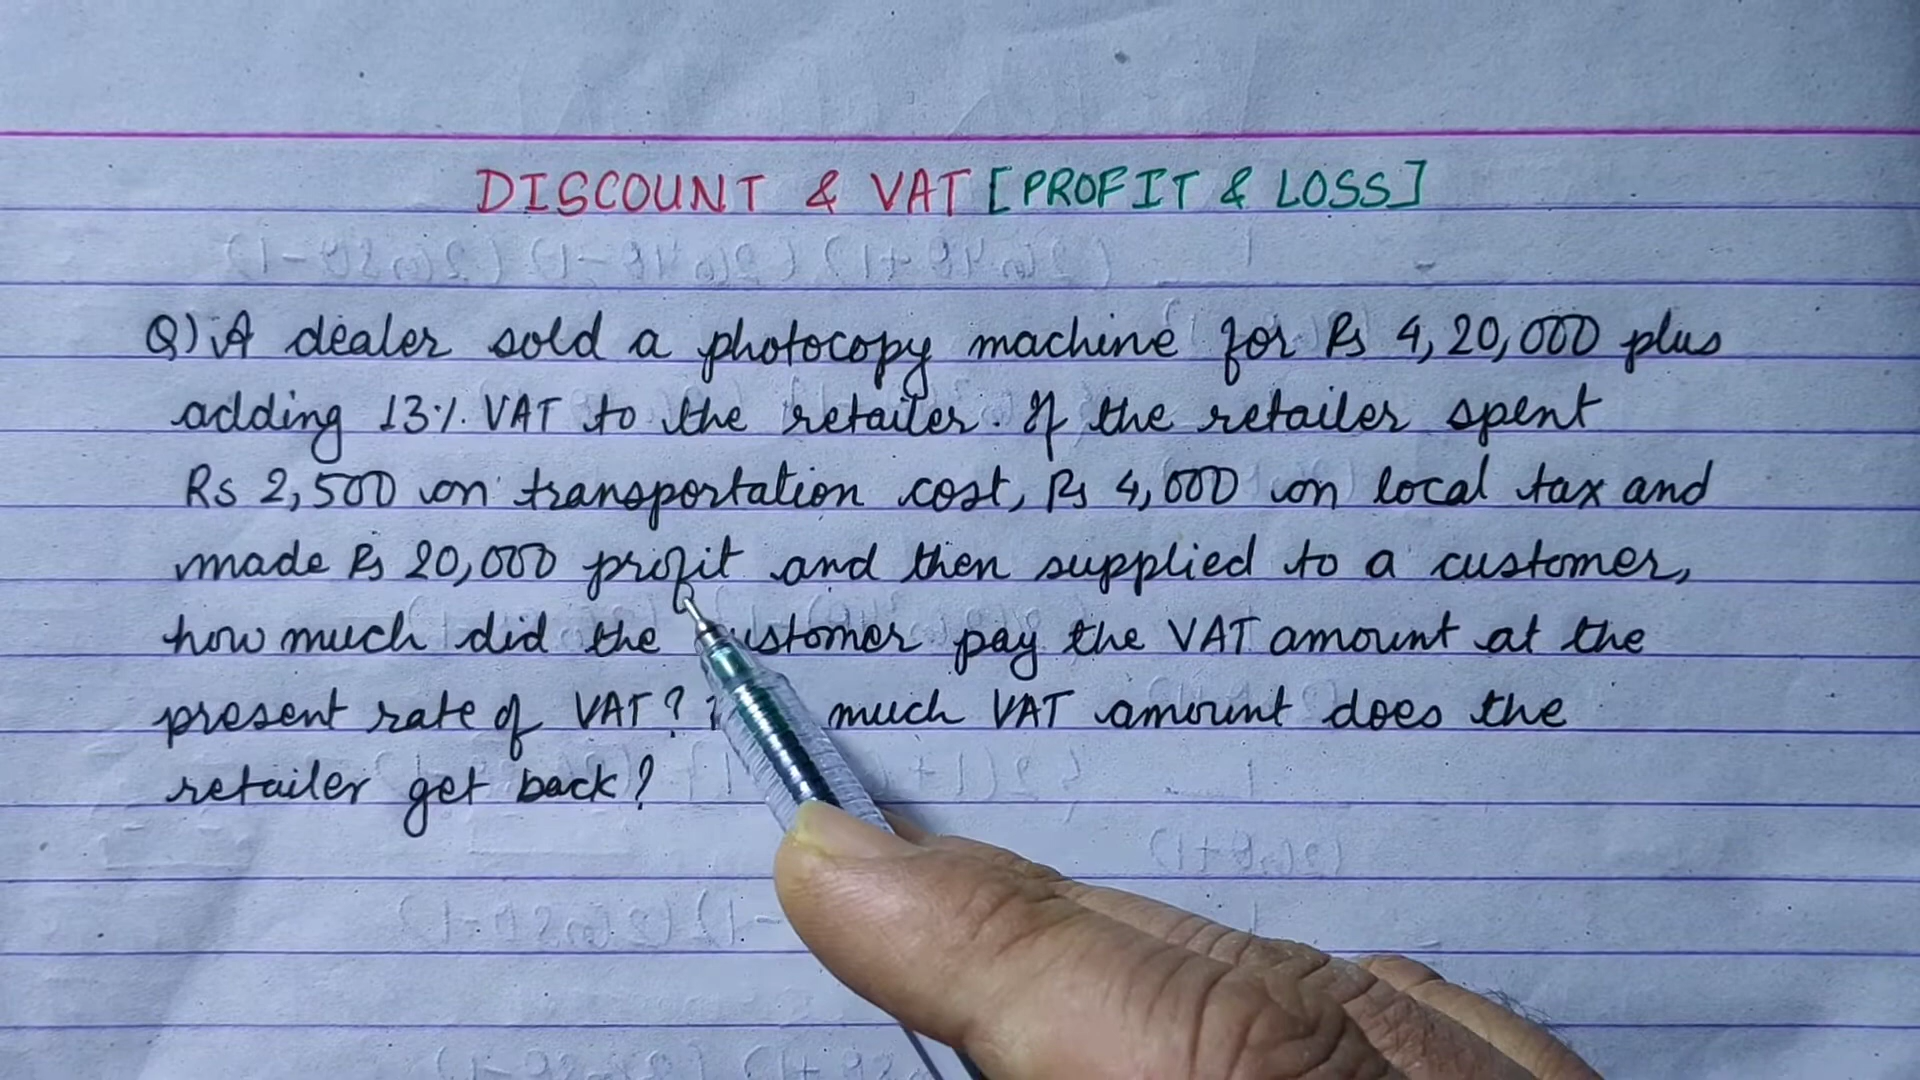 DISCOUNT & VAT [PROFIT & LOSS]
Q) A dealer sold a photocopy machine for Rs 4,20,000 plus
adding 13% VAT to the retailer. If the retailer spent
Rs 2,500 on transportation cost, Rs 4,000 on local tax and
made Rs 20,000 profit and then supplied to a customer,
how much did the customer pay the VAT amount at the
present rate of VAT? much VAT amount does the
retailer get back?